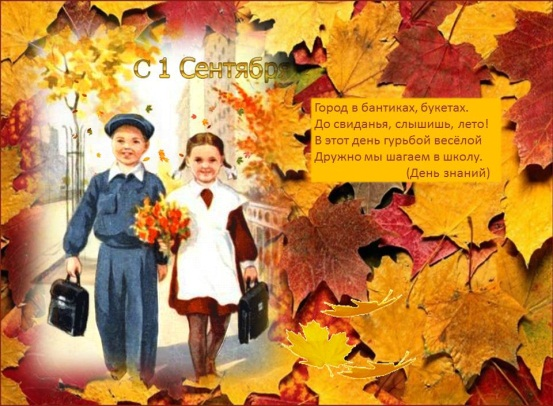 С 1 Сентября
Город в бантиках, букетах.
До свиданья, слышишь, лето!
В этот день гурьбой весёлой
Дружно мы шагаем в школу.
(День знаний)